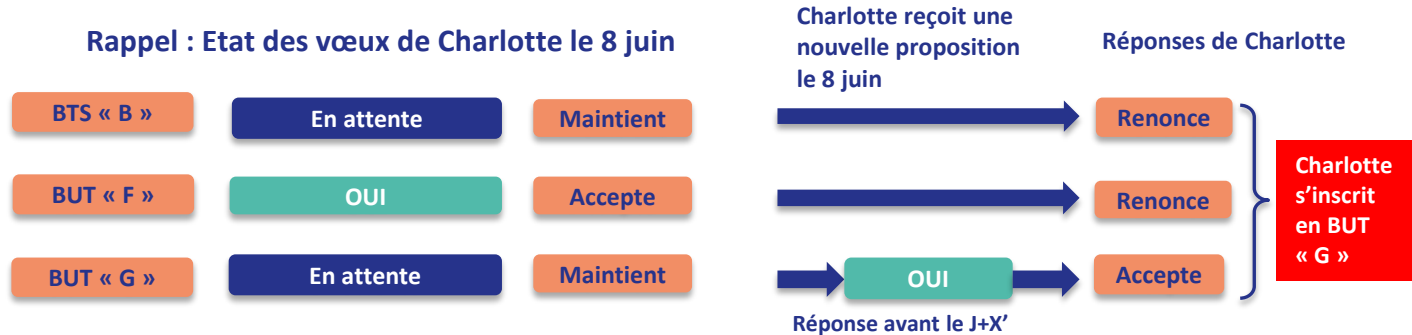 Rappel : Etat des vœux de Charlotte le 8 juin
Charlotte reçoit une
nouvelle proposition
le 8 juin
Réponses de Charlotte
BTS « B »
En attente
Maintient
Renonce
BUT « F »
OUI
Accepte
Renonce
BUT « G »
En attente
Maintient
OUI
Accepte
Réponse avant le J+X’
Charlotte
s’inscrit
en BUT
« G »